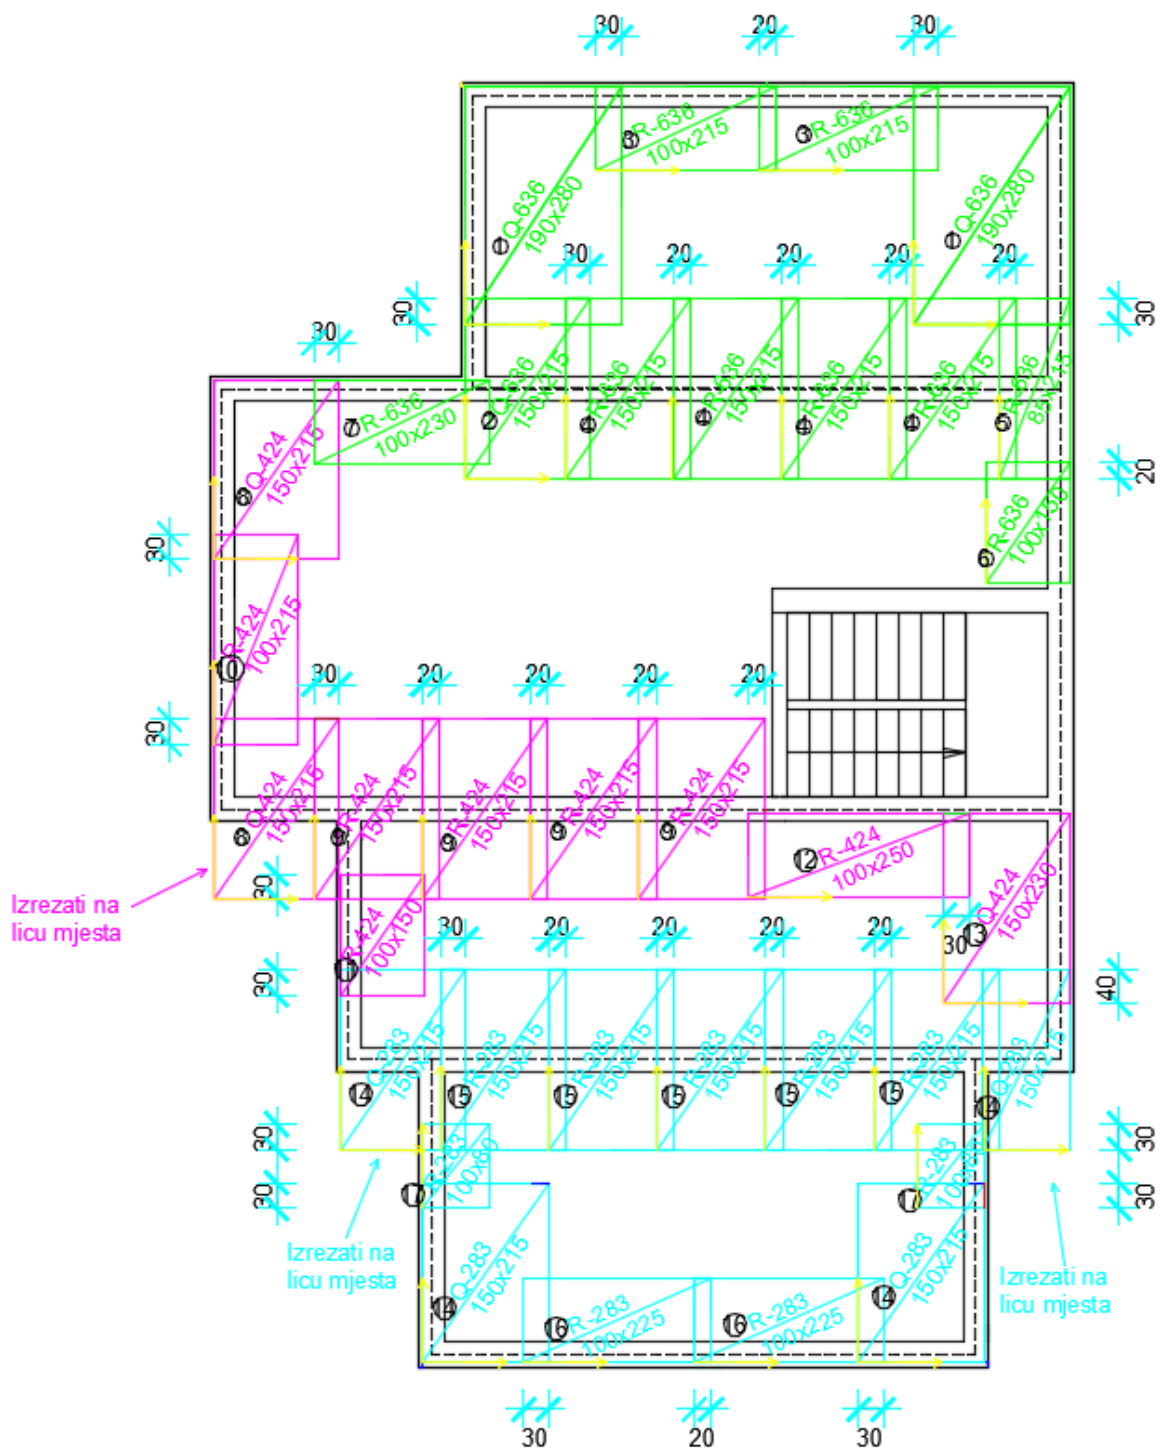 30
20
30
3
R-636
100x215
3
R-636
100x215
1
Q-636
190x280
1
Q-636
190x280
30
20
20
20
20
30
30
30
2
Q-636
150x215
4
R-636
150x215
4
R-636
150x215
4
R-636
150x215
4
R-636
150x215
5
R-636
85x215
7
R-636
100x230
8
Q-424
150x215
20
6
R-636
100x150
30
10
R-424
100x215
30
20
20
20
20
30
8
Q-424
150x215
9
R-424
150x215
9
R-424
150x215
9
R-424
150x215
9
R-424
150x215
12
R-424
100x250
13
Q-424
150x230
30
Izrezati na
licu mjesta
30
11
R-424
100x150
30
20
20
20
20
30
40
14
Q-283
150x215
15
R-283
150x215
15
R-283
150x215
15
R-283
150x215
15
R-283
150x215
15
R-283
150x215
14
Q-283
150x215
30
30
30
30
17
R-283
100x80
17
R-283
100x80
Izrezati na
licu mjesta
Izrezati na
licu mjesta
14
Q-283
150x215
16
R-283
100x225
16
R-283
100x225
14
Q-283
150x215
30
20
30